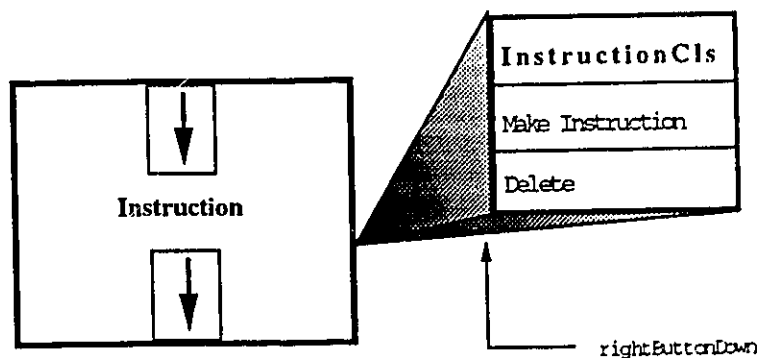 InstructionCls
Make Instruction
Delete
Instruction
rightButtonDown